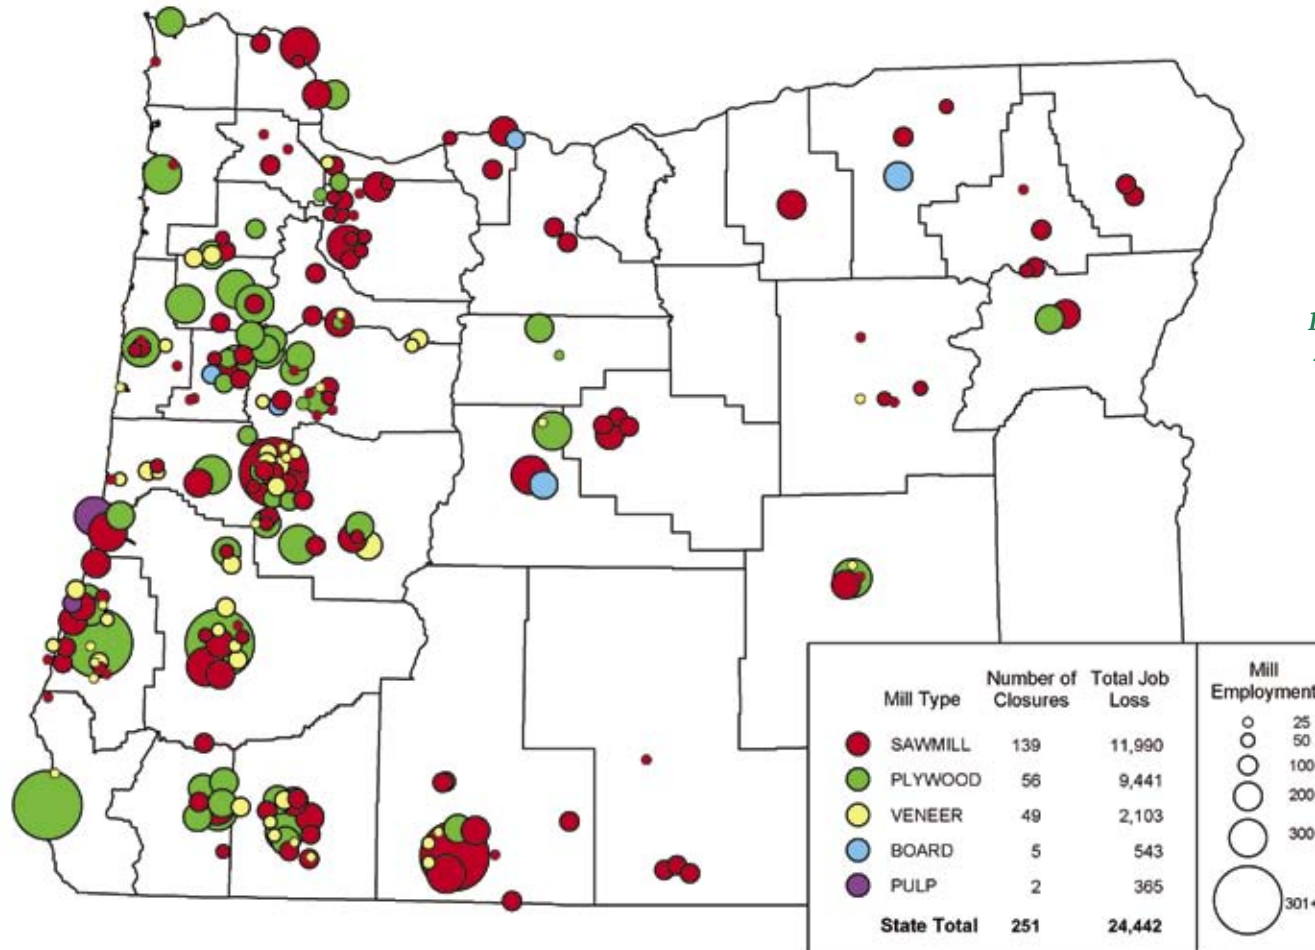 Mill Type Number of Closures Total Job Loss
SAWMILL 139 11,990
PLYWOOD 56 9,441
VENEER 49 2,103
BOARD 5 543
PULP 2 365
State Total 251 24,442
Mill
Employment
25
50
100
200
300
301+